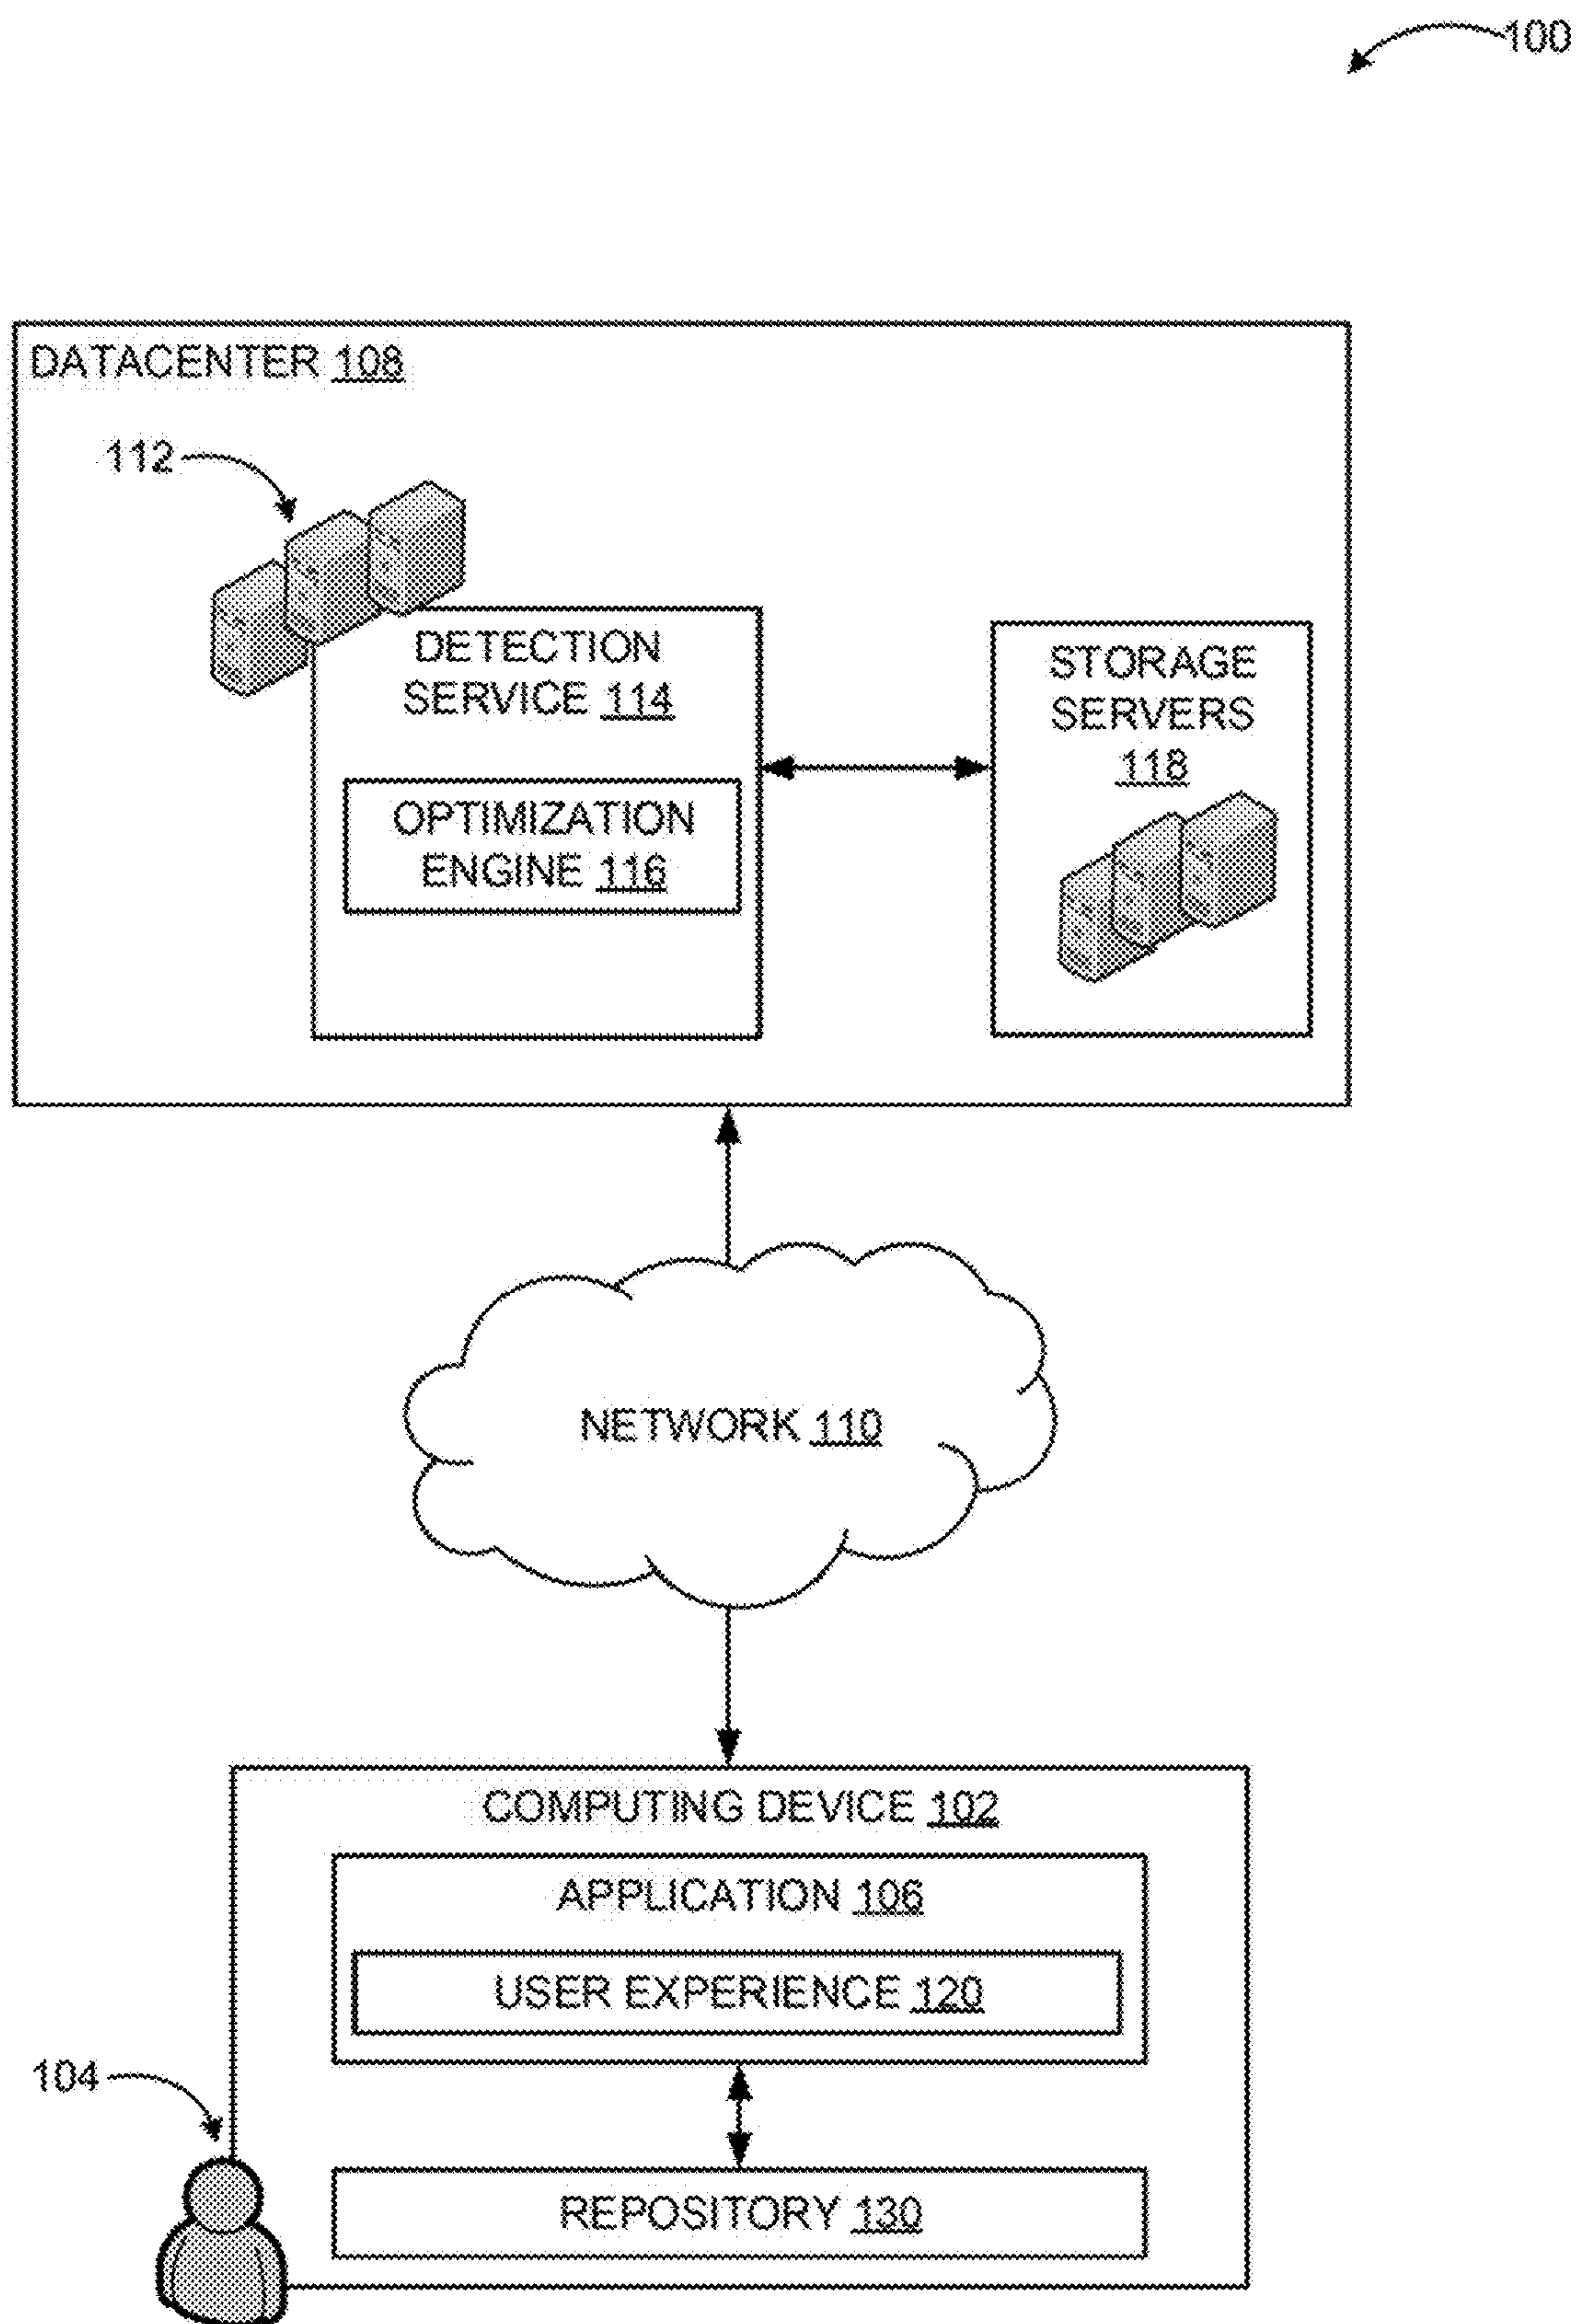 100
DATACENTER 108
112
DETECTION
SERVICE 114
OPTIMIZATION
ENGINE 116
STORAGE
SERVERS
118
NETWORK 110
COMPUTING DEVICE 102
APPLICATION 106
USER EXPERIENCE 120
104
REPOSITORY 130